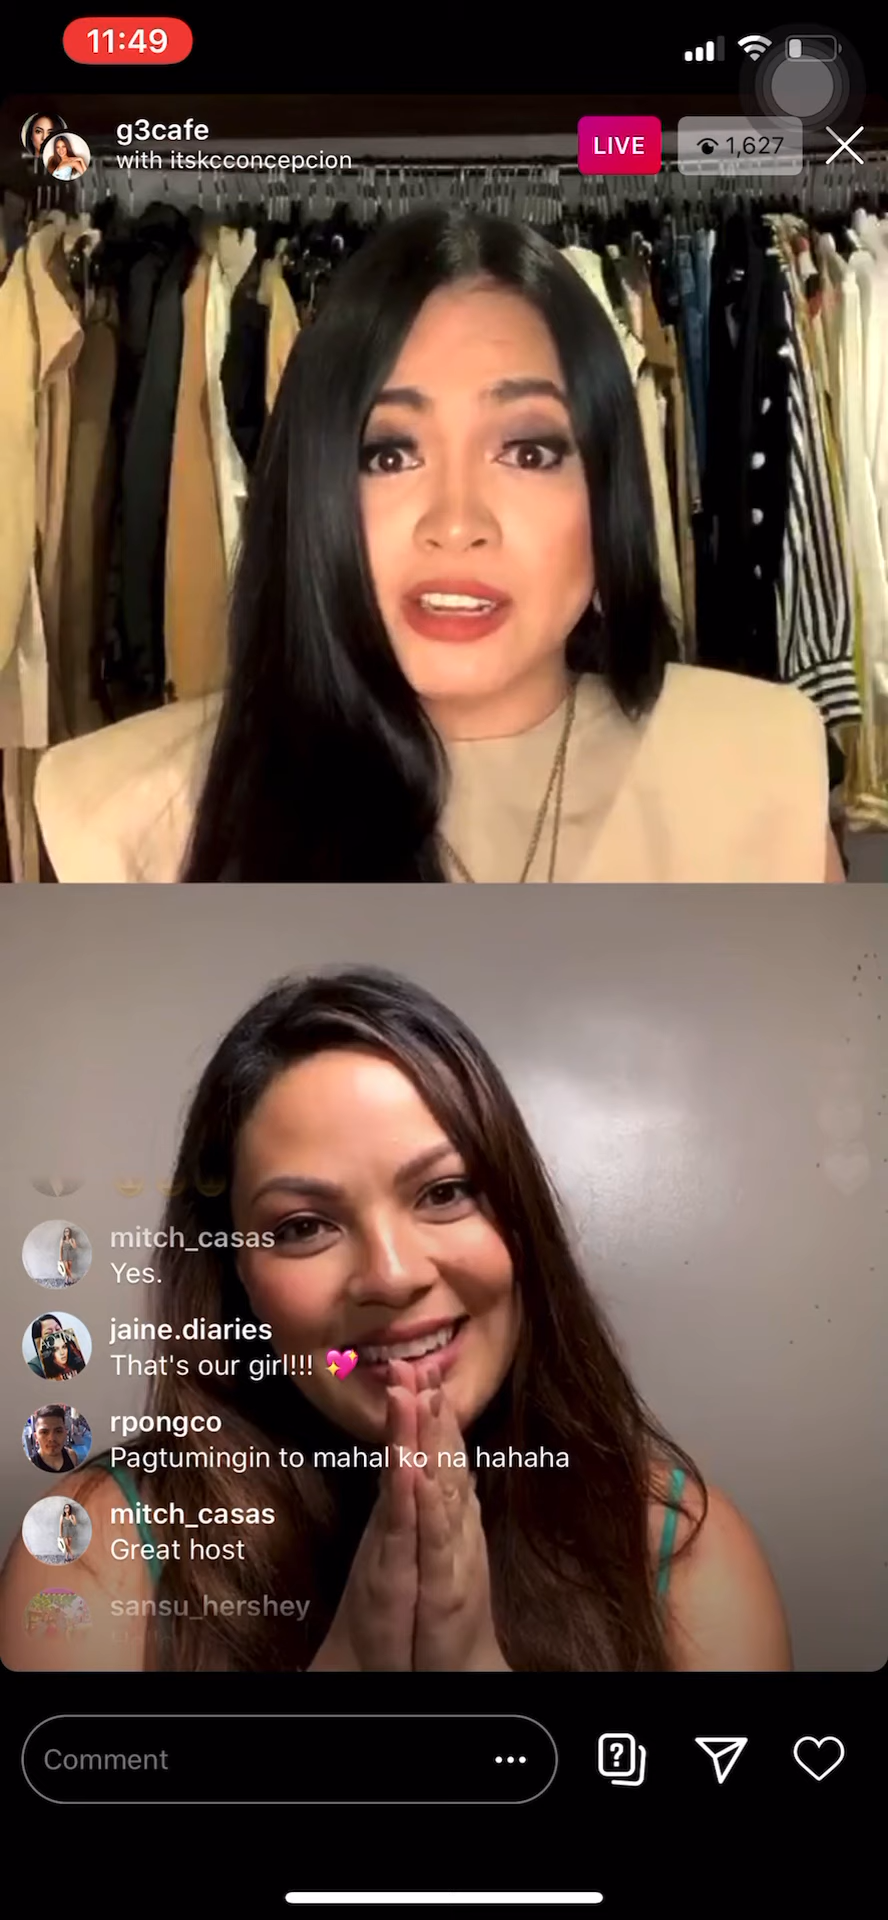 11:49
g3cafe
with itskcconcepcion
LIVE
1,627
mitch_casas
Yes.
jaine.diaries
That's our girl!!! 💖
rpongco
Pagtumingin to mahal ko na hahaha
mitch_casas
Great host
sansu_hershey
Comment